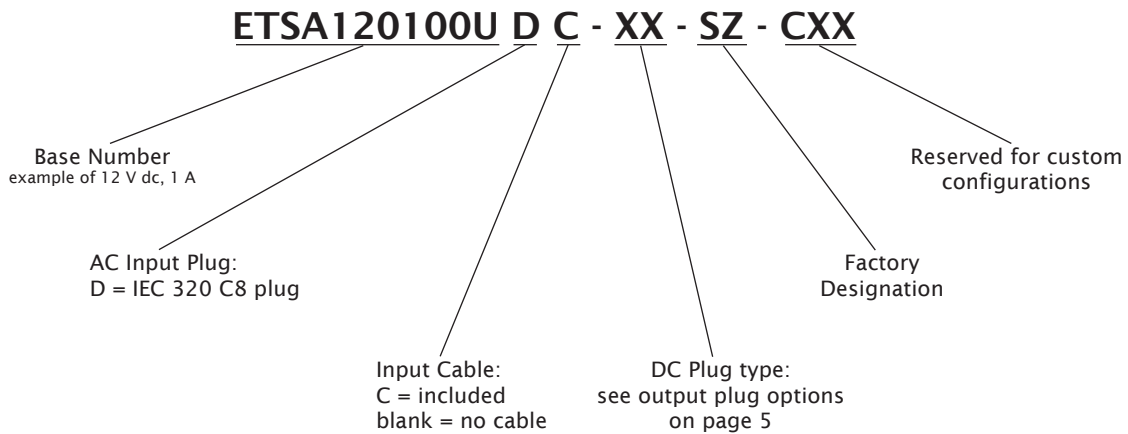 ETSA120100U D C - XX - SZ - CXX
Base Number
example of 12 V dc, 1 A
Reserved for custom
configurations
AC Input Plug:
D = IEC 320 C8 plug
Factory
Designation
Input Cable:
C = included
blank = no cable
DC Plug type:
see output plug options
on page 5